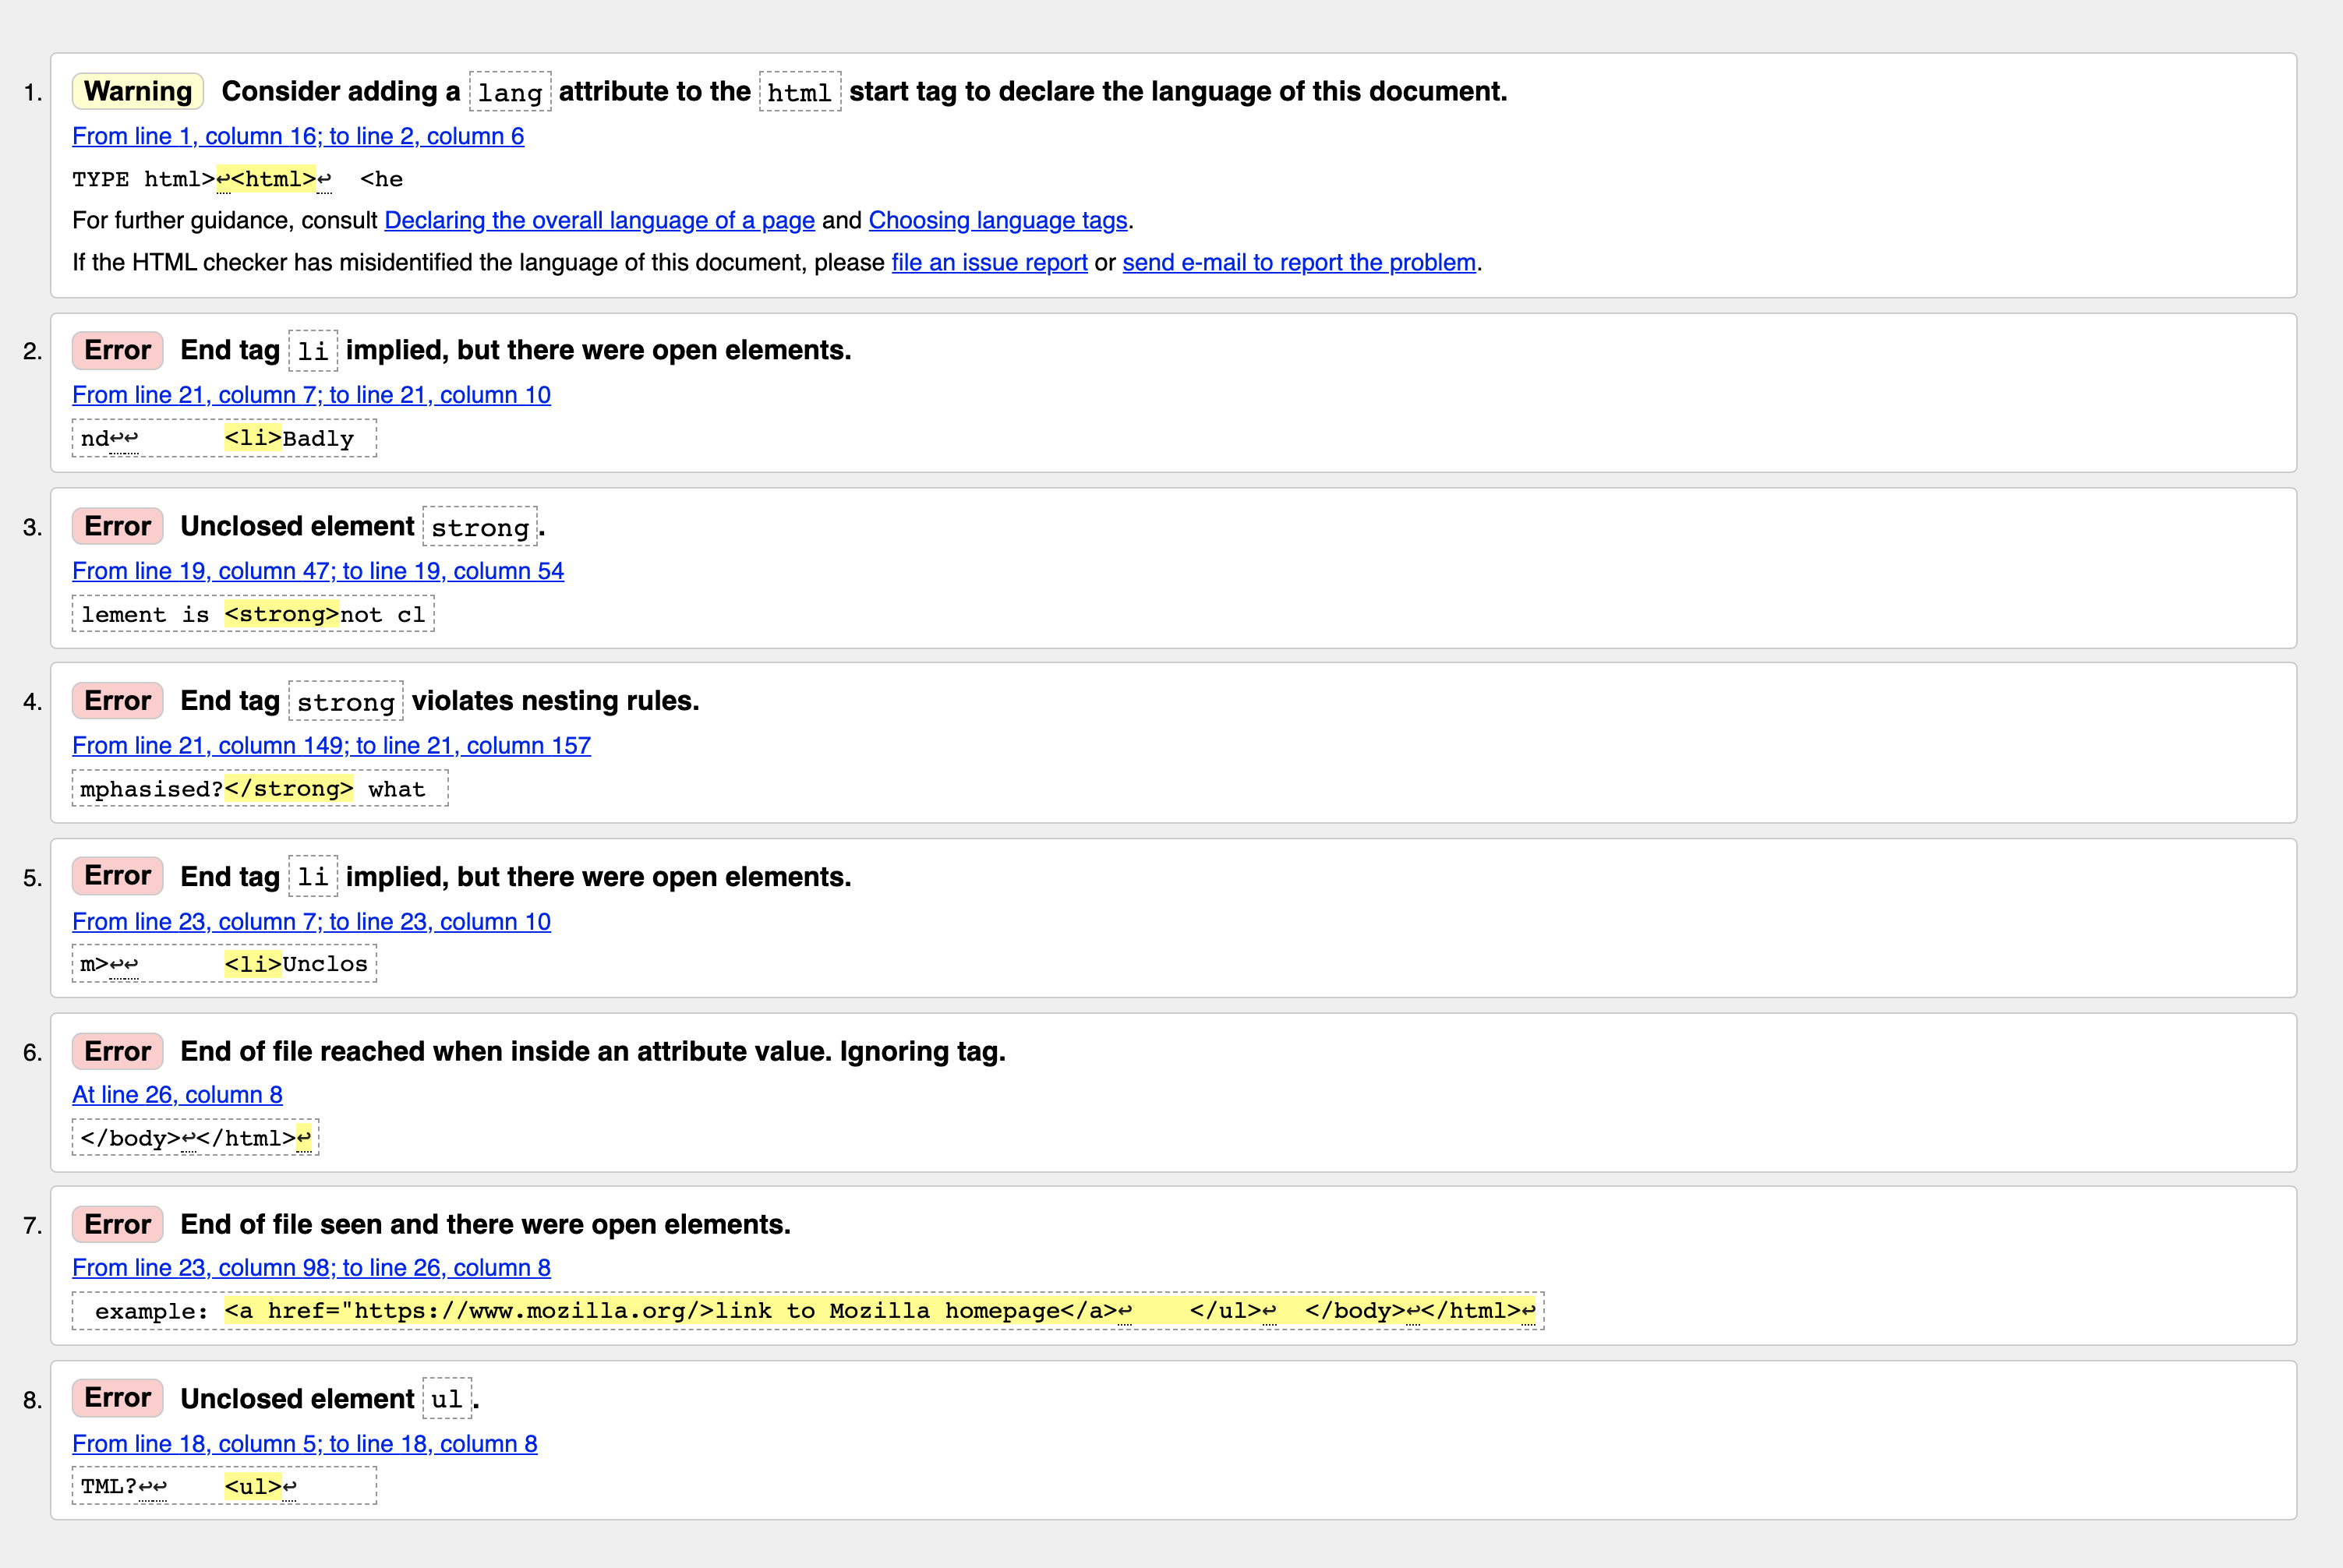 1. Warning Consider adding a lang attribute to the html start tag to declare the language of this document.
From line 1, column 16; to line 2, column 6
TYPE html>↩<html>↩  <he
For further guidance, consult Declaring the overall language of a page and Choosing language tags.
If the HTML checker has misidentified the language of this document, please file an issue report or send e-mail to report the problem.
2. Error End tag li implied, but there were open elements.
From line 21, column 7; to line 21, column 10
nd↩↩      <li>Badly
3. Error Unclosed element strong.
From line 19, column 47; to line 19, column 54
lement is <strong>not cl
4. Error End tag strong violates nesting rules.
From line 21, column 149; to line 21, column 157
mphasised?</strong> what
5. Error End tag li implied, but there were open elements.
From line 23, column 7; to line 23, column 10
m>↩↩      <li>Unclos
6. Error End of file reached when inside an attribute value. Ignoring tag.
At line 26, column 8
</body>↩</html>↩
7. Error End of file seen and there were open elements.
From line 23, column 98; to line 26, column 8
example: <a href="https://www.mozilla.org/>link to Mozilla homepage</a>↩    </ul>↩  </body>↩</html>↩
8. Error Unclosed element ul.
From line 18, column 5; to line 18, column 8
TML?↩↩    <ul>↩